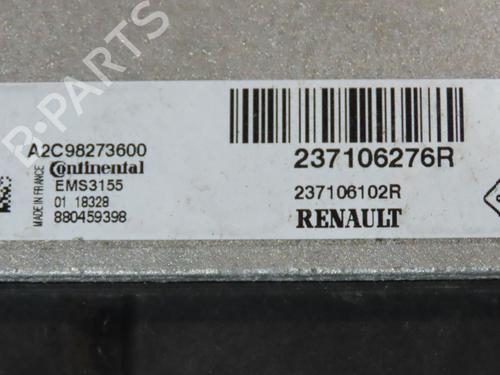 B-PARTS
A2C98273600
Continental
EMS3155
01 18328
880459398
MADE IN FRANCE
237106276R
237106102R
RENAULT